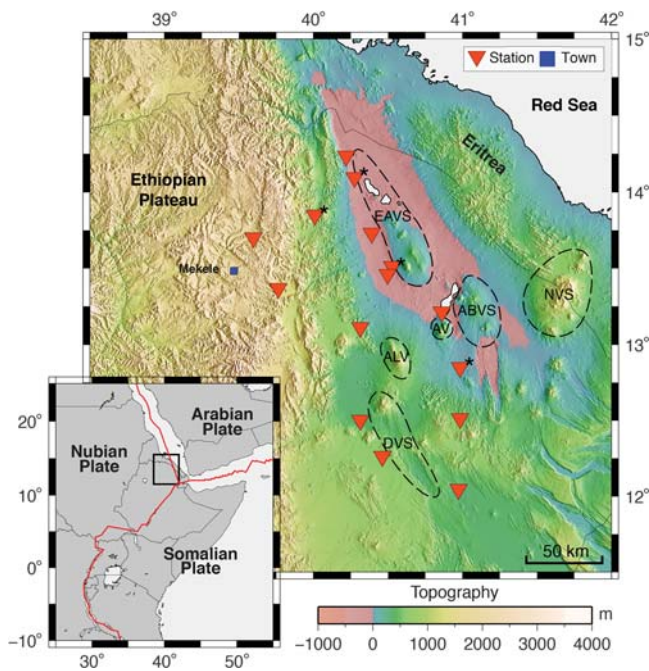 39° 40° 41° 42°
Station Town
15°
Red Sea
Eritrea
Ethiopian
Plateau
14°
*
*
EAVS
Mekele
*
NVS
ABVS
AV
13°
ALV
*
DVS
12°
50 km
20°
10°
0°
−10°
Arabian
Plate
Nubian
Plate
Somalian
Plate
30° 40° 50°
Topography
m
−1000 0 1000 2000 3000 4000